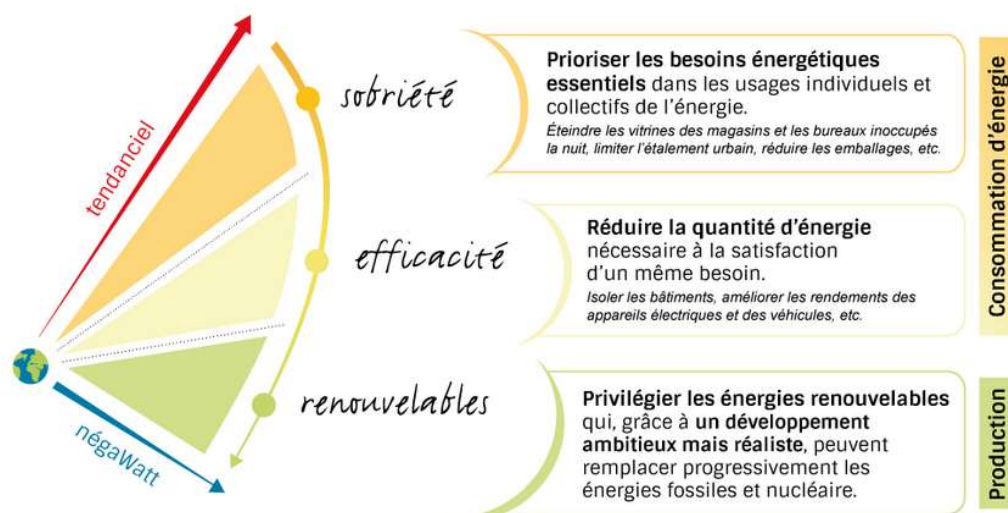 tendanciel
sobriété
Prioriser les besoins énergétiques
essentiels dans les usages individuels et
collectifs de l'énergie.
Éteindre les vitrines des magasins et les bureaux inoccupés
la nuit, limiter l'étalement urbain, réduire les emballages, etc.
efficacité
Réduire la quantité d'énergie
nécessaire à la satisfaction
d'un même besoin.
Isoler les bâtiments, améliorer les rendements des
appareils électriques et des véhicules, etc.
Consommation d'énergie
négaWatt
renouvelables
Privilégier les énergies renouvelables
qui, grâce à un développement
ambitieux mais réaliste, peuvent
remplacer progressivement les
énergies fossiles et nucléaire.
Production